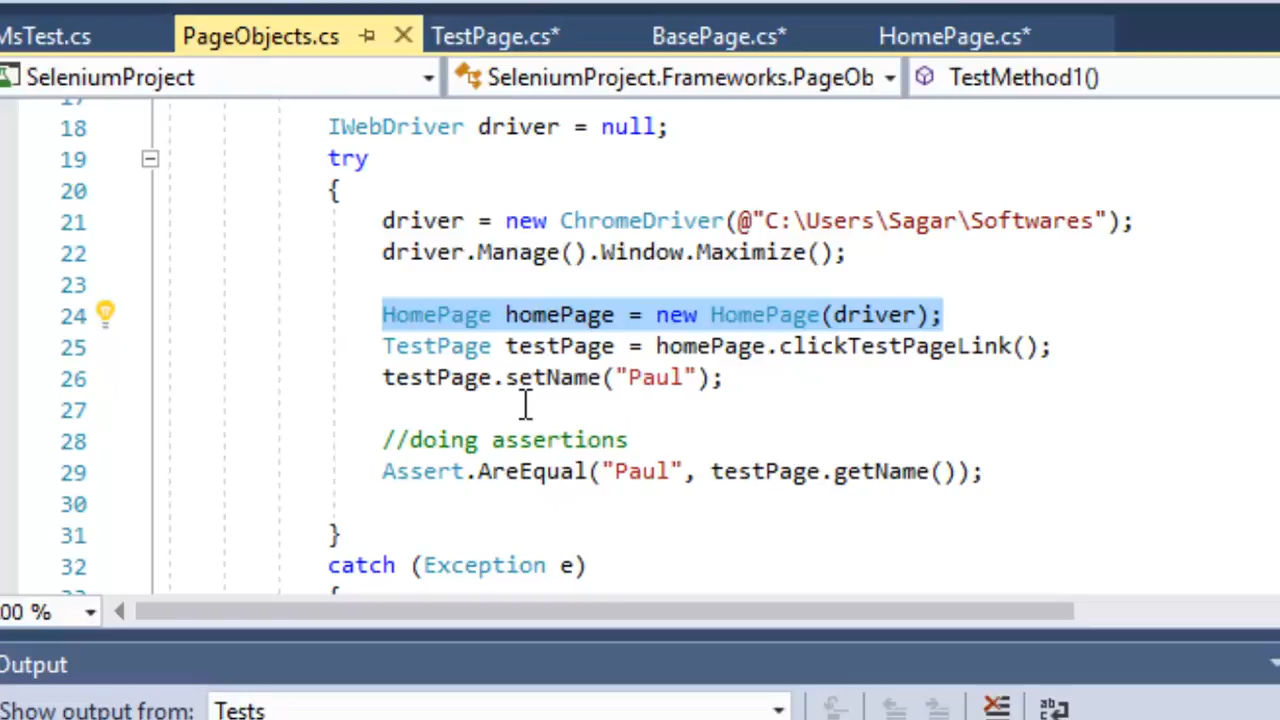 MsTest.cs PageObjects.cs TestPage.cs* BasePage.cs* HomePage.cs*
SeleniumProject SeleniumProject.Frameworks.PageOb TestMethod1()
18 IWebDriver driver = null;
19 try
20 {
21 driver = new ChromeDriver(@"C:\Users\Sagar\Softwares");
22 driver.Manage().Window.Maximize();
23
24 HomePage homePage = new HomePage(driver);
25 TestPage testPage = homePage.clickTestPageLink();
26 testPage.setName("Paul");
27
28 //doing assertions
29 Assert.AreEqual("Paul", testPage.getName());
30
31 }
32 catch (Exception e)
{
00 %
Output
Show output from: Tests